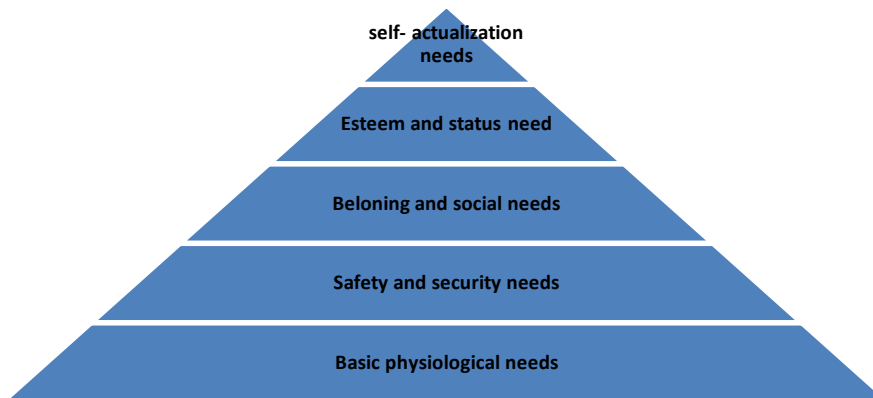 self- actualization
needs
Esteem and status need
Beloning and social needs
Safety and security needs
Basic physiological needs